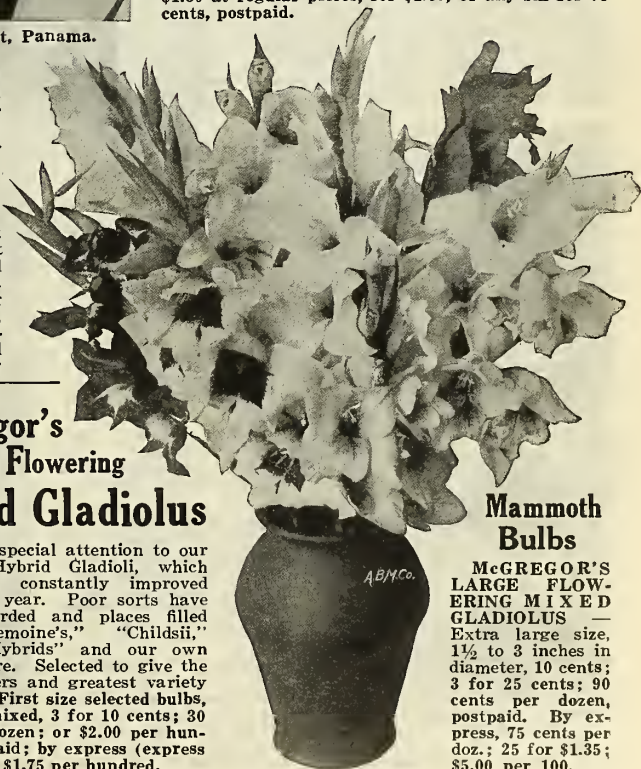 cents, postpaid.
t, Panama.
gor's
Flowering
d Gladiolus
special attention to our
Hybrid Gladioli, which
constantly improved
year. Poor sorts have
rded and places filled
emoine's," "Childsii,"
ybrids" and our own
re. Selected to give the
ers and greatest variety
First size selected bulbs,
ixed, 3 for 10 cents; 30
ozen; or $2.00 per hun-
aid; by express (express
$1.75 per hundred.
A.B.M.Co.
Mammoth
Bulbs
McGREGOR'S
LARGE FLOW-
ERING MIXED
GLADIOLUS —
Extra large size,
1½ to 3 inches in
diameter, 10 cents;
3 for 25 cents; 90
cents per dozen,
postpaid. By ex-
press, 75 cents per
doz.; 25 for $1.35;
$5.00 per 100.